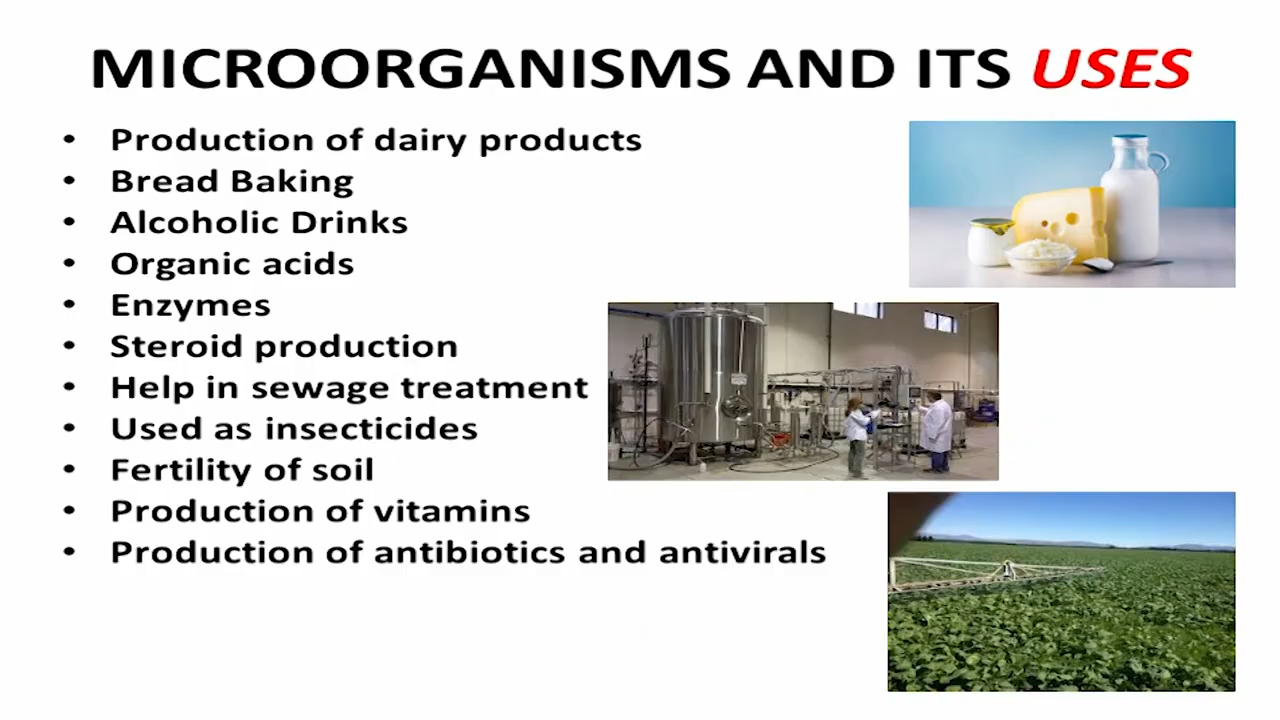 MICROORGANISMS AND ITS USES
• Production of dairy products
• Bread Baking
• Alcoholic Drinks
• Organic acids
• Enzymes
• Steroid production
• Help in sewage treatment
• Used as insecticides
• Fertility of soil
• Production of vitamins
• Production of antibiotics and antivirals